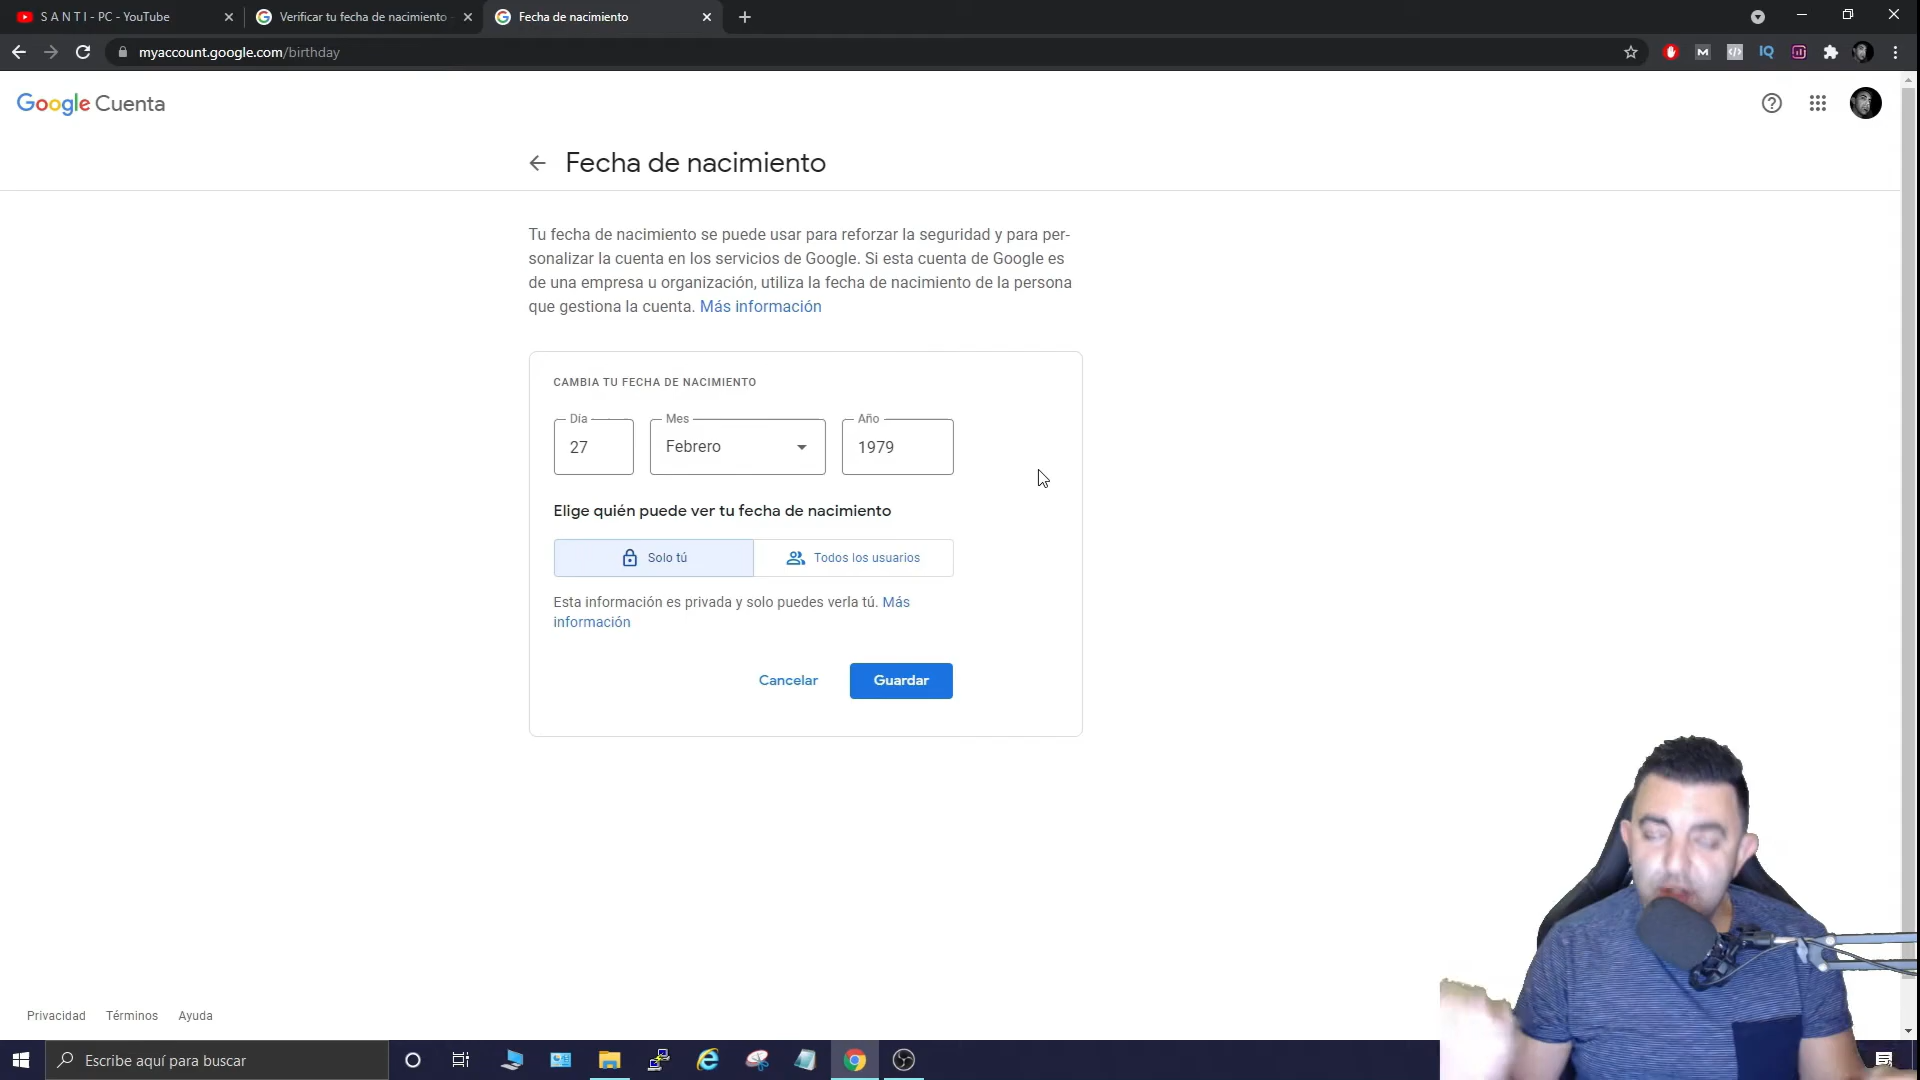 S A N T I - PC - YouTube
Verificar tu fecha de nacimiento
Fecha de nacimiento
myaccount.google.com/birthday
Google Cuenta
Fecha de nacimiento
Tu fecha de nacimiento se puede usar para reforzar la seguridad y para per-
sonalizar la cuenta en los servicios de Google. Si esta cuenta de Google es
de una empresa u organización, utiliza la fecha de nacimiento de la persona
que gestiona la cuenta. Más información
CAMBIA TU FECHA DE NACIMIENTO
Día Mes Año
27 Febrero 1979
Elige quién puede ver tu fecha de nacimiento
Solo tú Todos los usuarios
Esta información es privada y solo puedes verla tú. Más
información
Cancelar Guardar
Privacidad Términos Ayuda
Escribe aquí para buscar